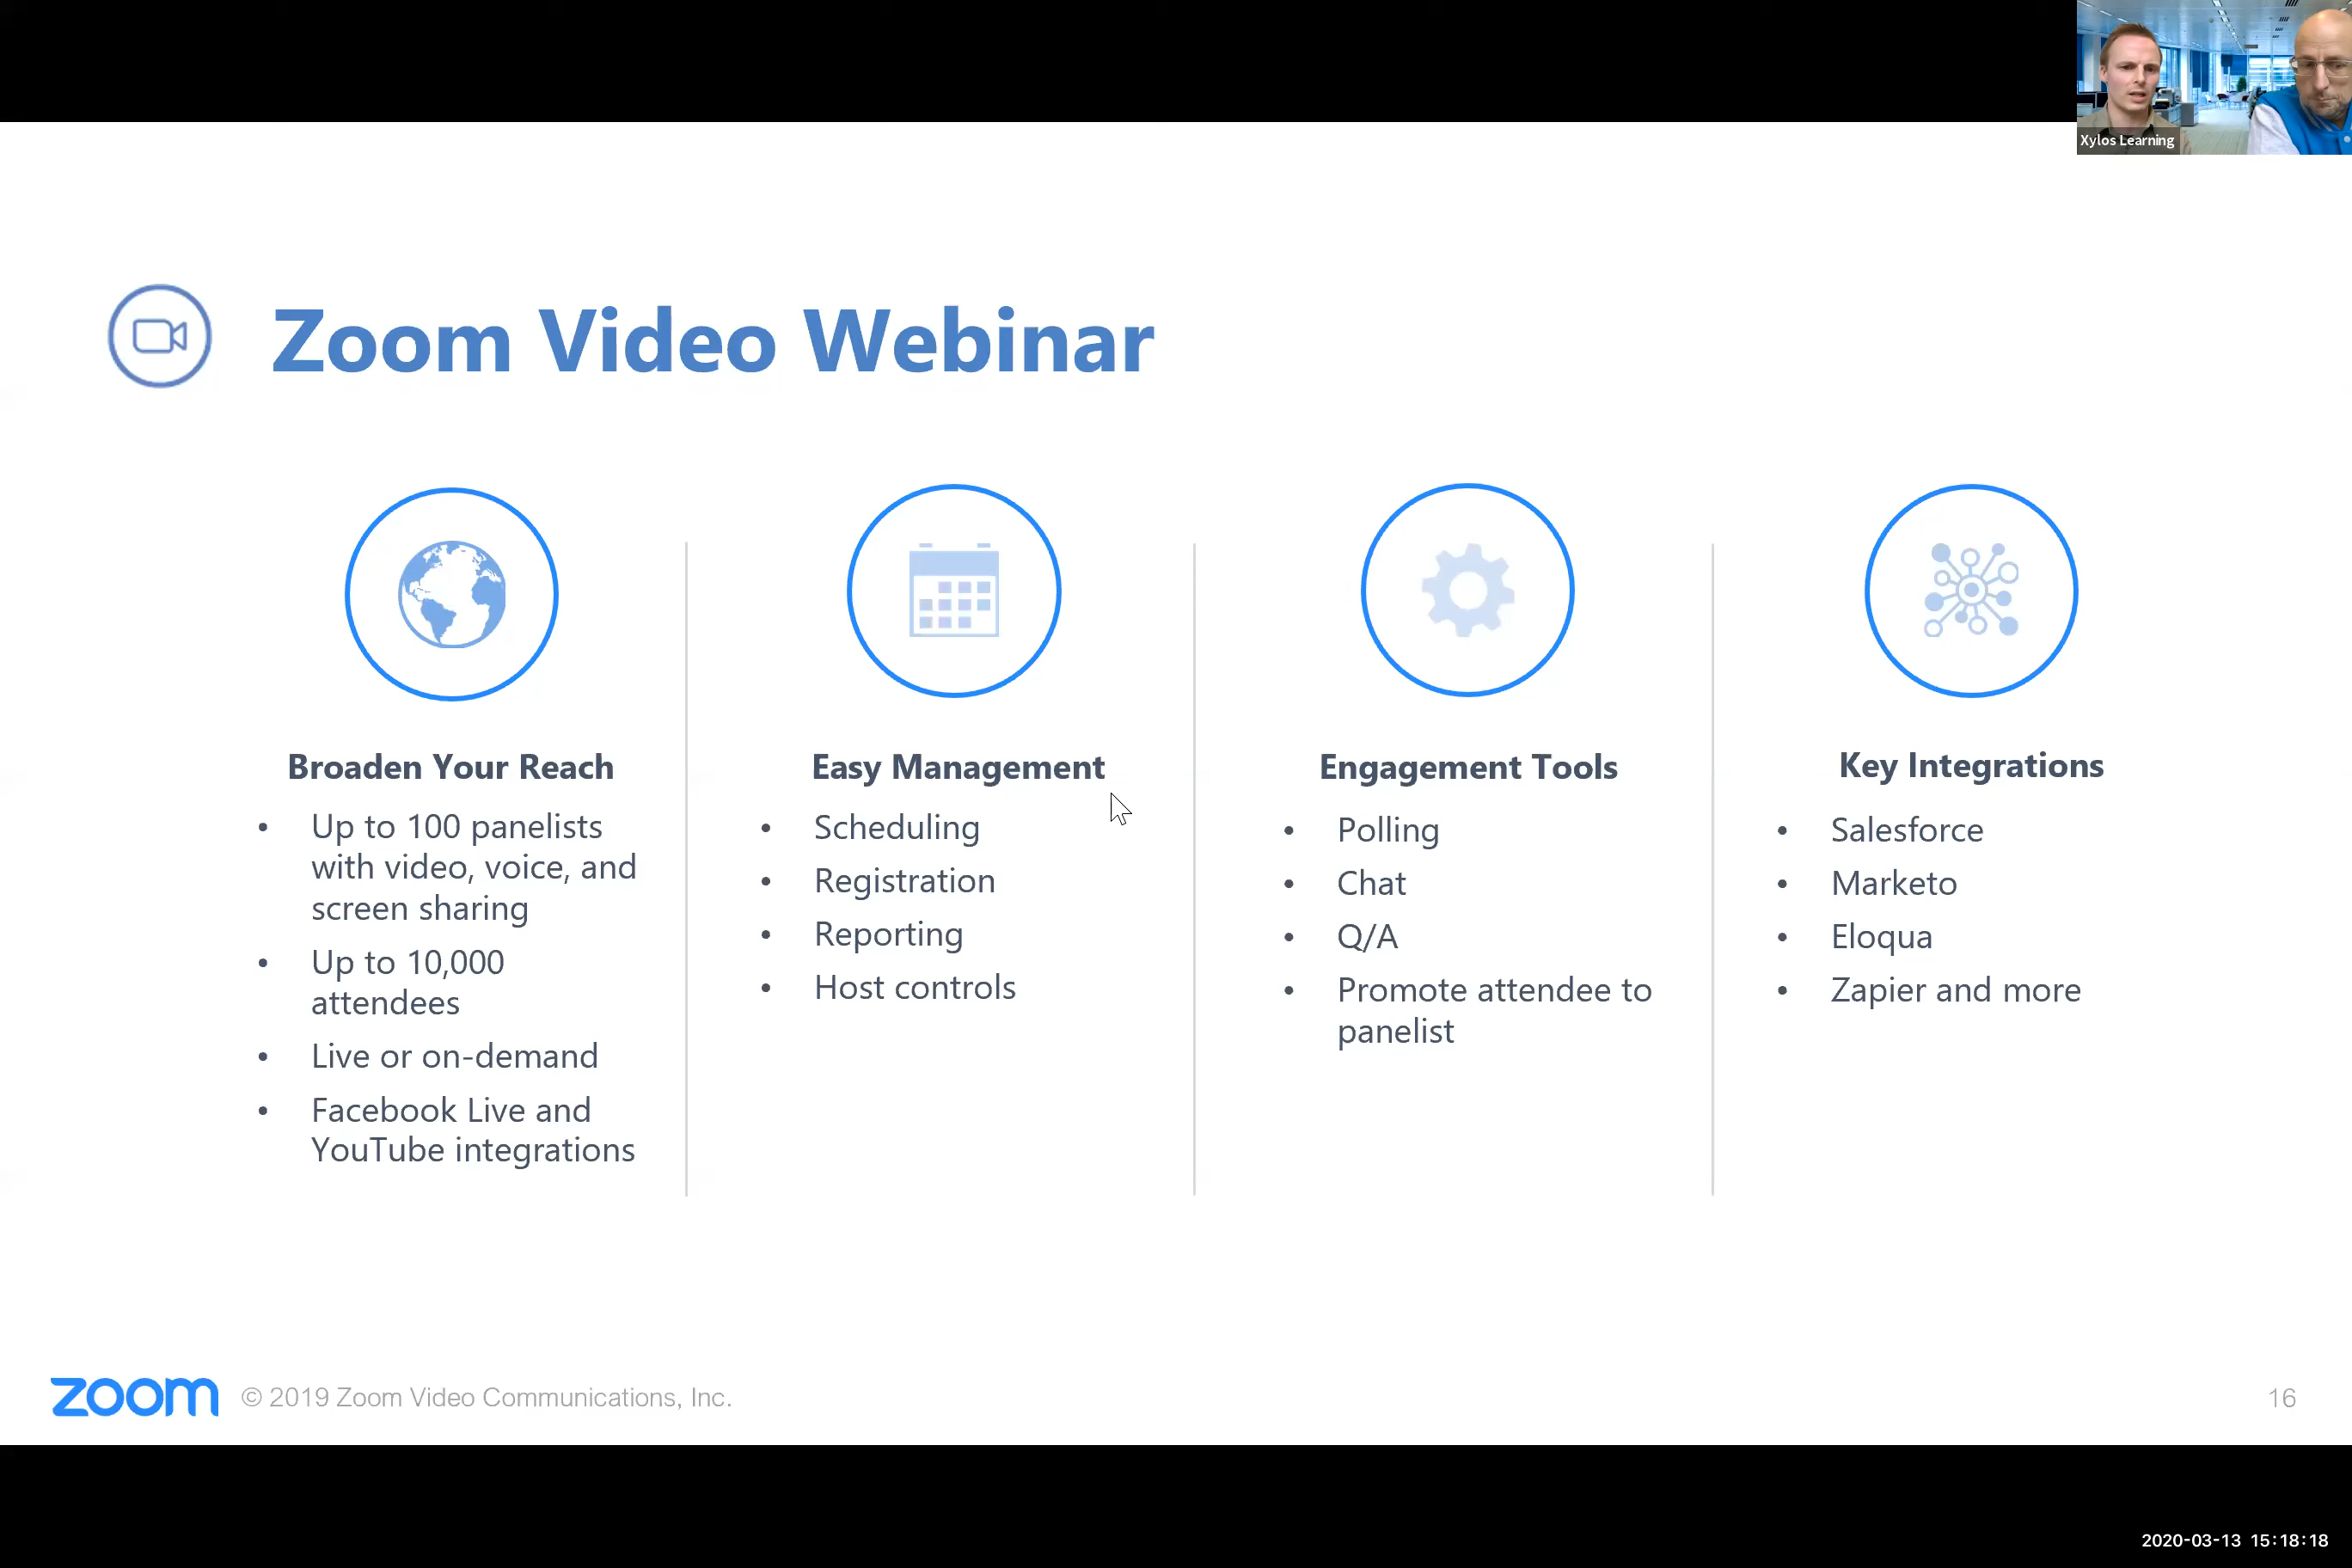 Xylos Learning
Zoom Video Webinar
Broaden Your Reach
• Up to 100 panelists
with video, voice, and
screen sharing
• Up to 10,000
attendees
• Live or on-demand
• Facebook Live and
YouTube integrations
Easy Management
• Scheduling
• Registration
• Reporting
• Host controls
Engagement Tools
• Polling
• Chat
• Q/A
• Promote attendee to
panelist
Key Integrations
• Salesforce
• Marketo
• Eloqua
• Zapier and more
zoom © 2019 Zoom Video Communications, Inc.
16
2020-03-13 15:18:18